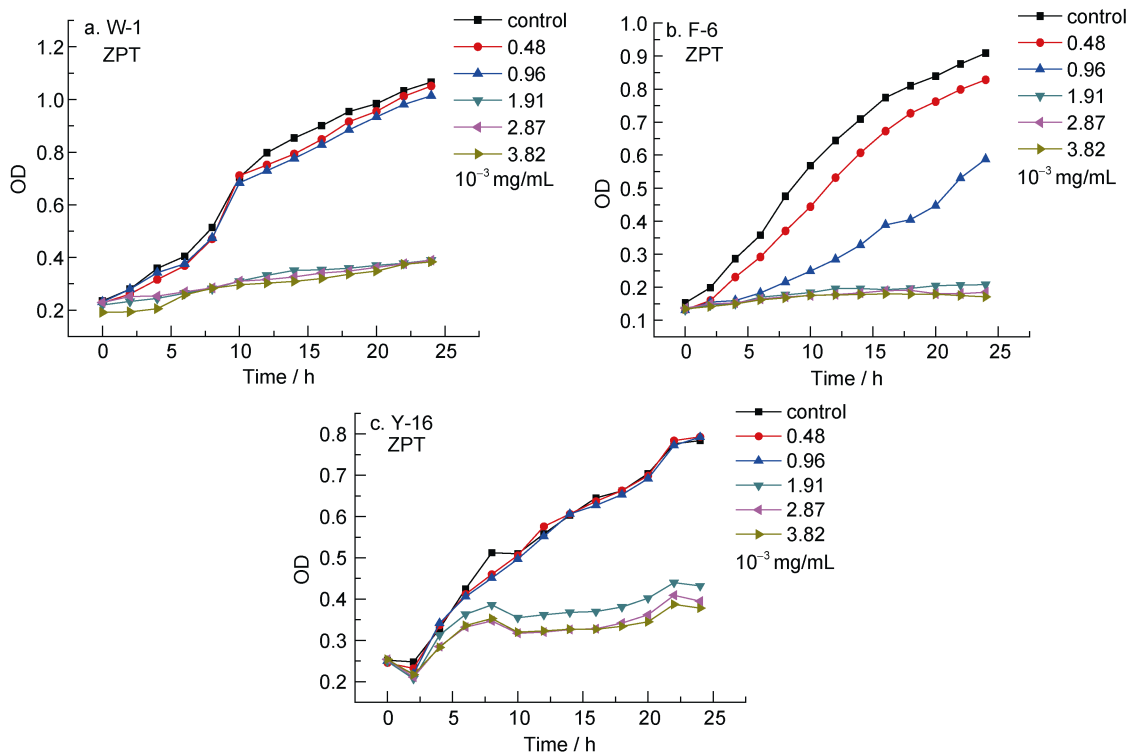 a. W-1
ZPT
control
0.48
0.96
1.91
2.87
3.82
10⁻³ mg/mL
1.2
1.0
0.8
0.6
0.4
0.2
OD
0 5 10 15 20 25
Time / h
b. F-6
ZPT
control
0.48
0.96
1.91
2.87
3.82
10⁻³ mg/mL
1.0
0.9
0.8
0.7
0.6
0.5
0.4
0.3
0.2
0.1
OD
0 5 10 15 20 25
Time / h
c. Y-16
ZPT
control
0.48
0.96
1.91
2.87
3.82
10⁻³ mg/mL
0.8
0.7
0.6
0.5
0.4
0.3
0.2
OD
0 5 10 15 20 25
Time / h